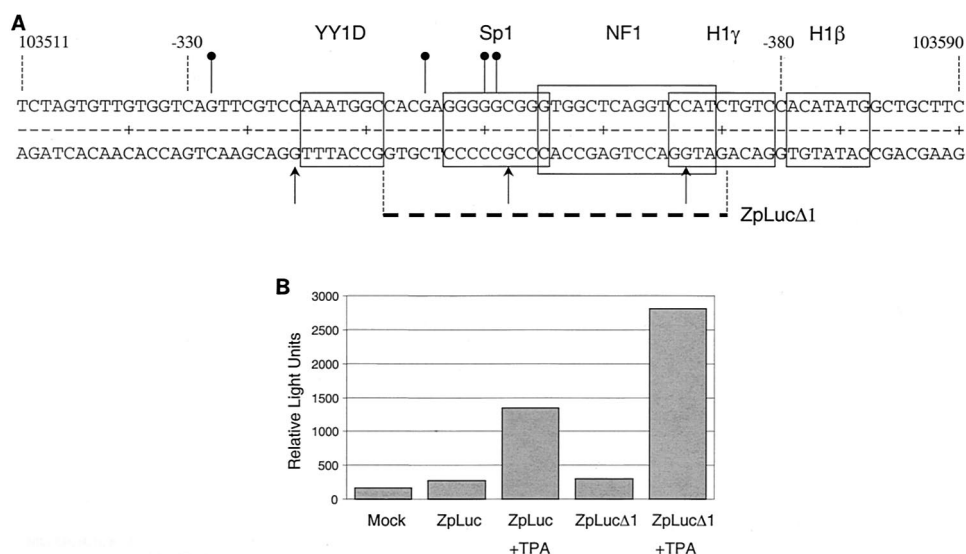 A
YY1D Sp1 NF1 H1γ H1β
103511 -330 -380 103590
TCTAGTGTTGTGGTCAGTTCGTCCAAATGGCCACGAGGGGGCGGGTGGCTCAGGTCCATCTGTCCACATATGGCTGCTTC
AGATCACAACACCAGTCAAGCAGGTTTACCGGTGCTCCCCCGCCCACCGAGTCCAGGTAGACAGGTGTATACCGACGAAG
ZpLucΔ1
B
Relative Light Units
3000
2500
2000
1500
1000
500
0
Mock ZpLuc ZpLuc +TPA ZpLucΔ1 ZpLucΔ1 +TPA